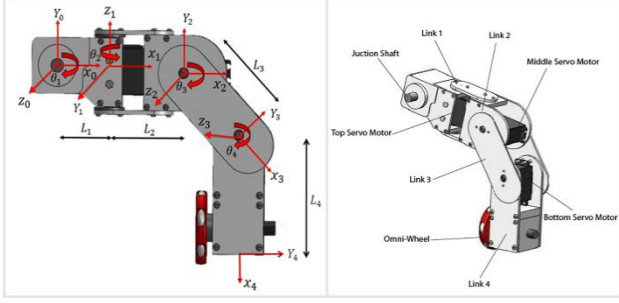 Y₀
z₁
θ₂
x₁
x₀
θ₁
z₀
Y₁
L₁
L₂
Y₂
x₂
θ₃
z₂
L₃
Y₃
z₃
θ₄
x₃
L₄
Y₄
x₄
Link 1
Link 2
Middle Servo Motor
Juction Shaft
Top Servo Motor
Link 3
Bottom Servo Motor
Omni-Wheel
Link 4